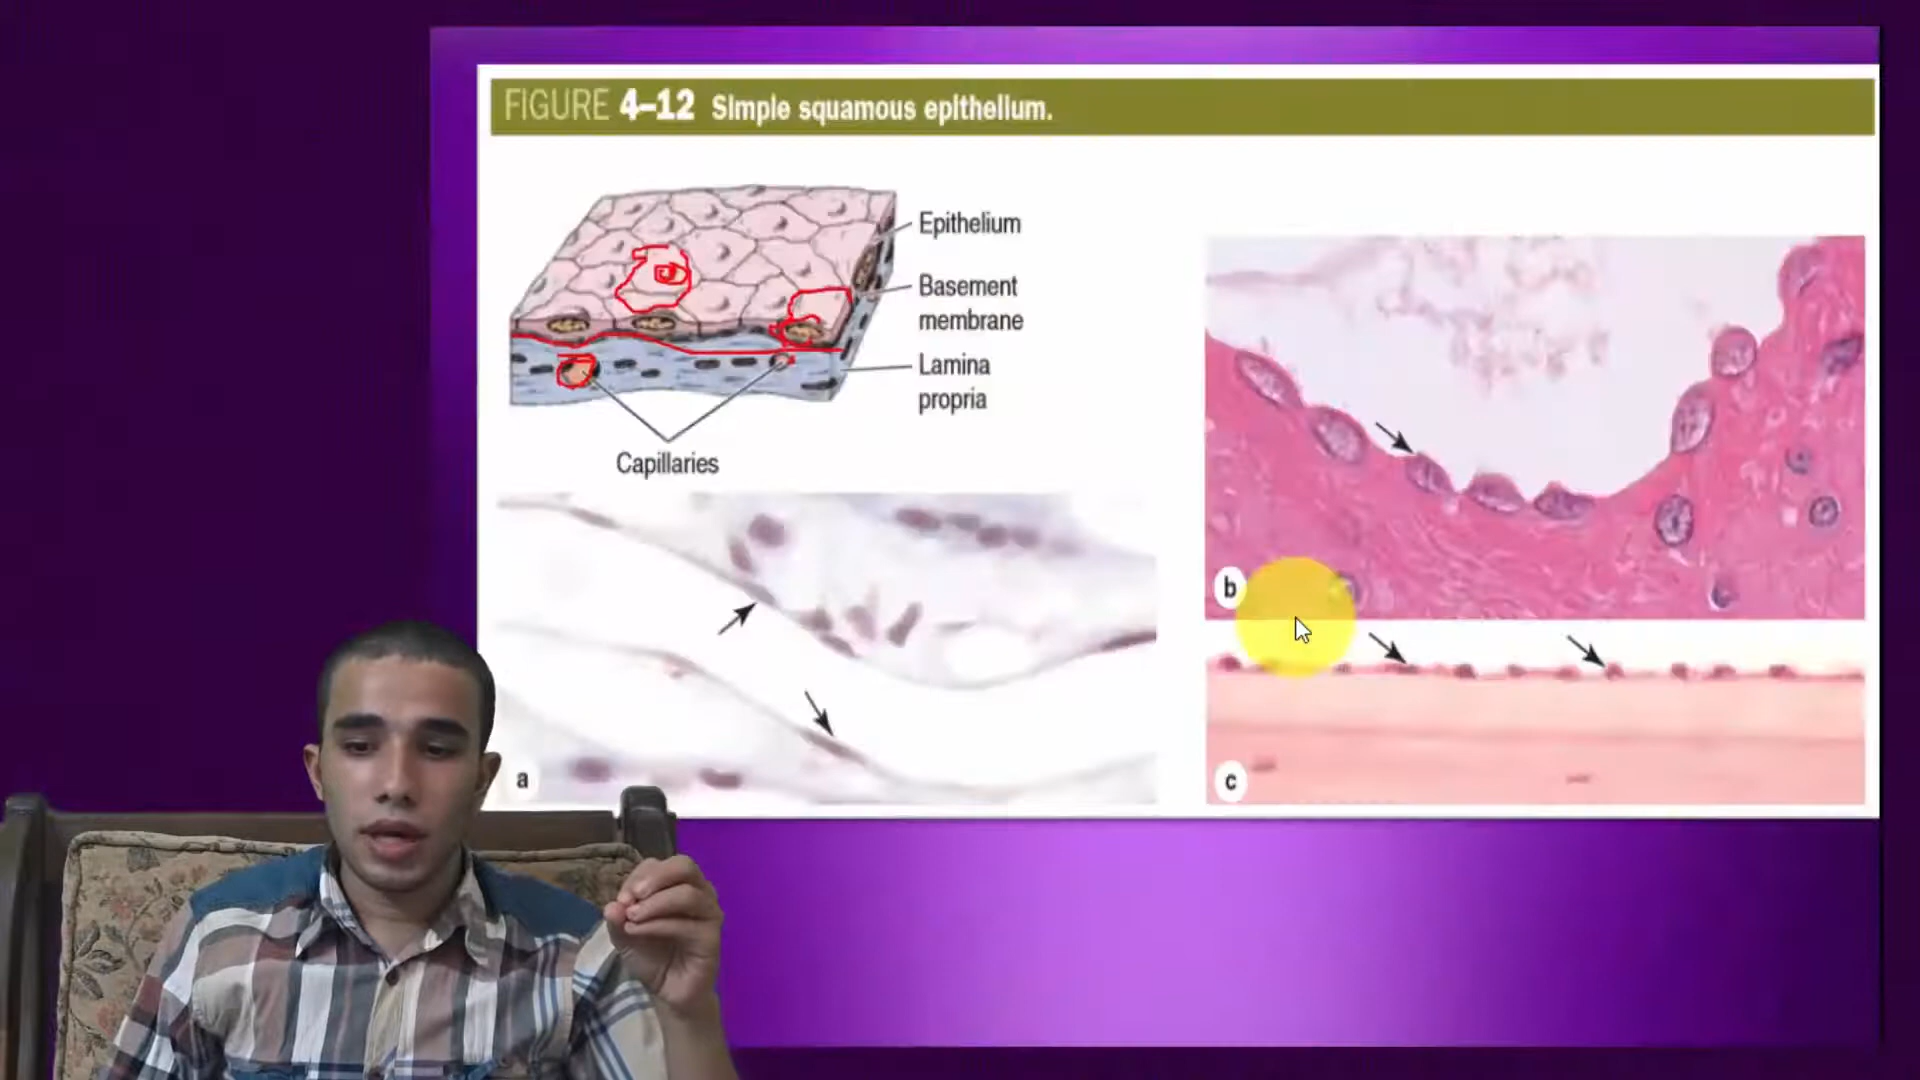 FIGURE 4–12 Simple squamous epithelium.
Epithelium
Basement
membrane
Lamina
propria
Capillaries
a
b
c